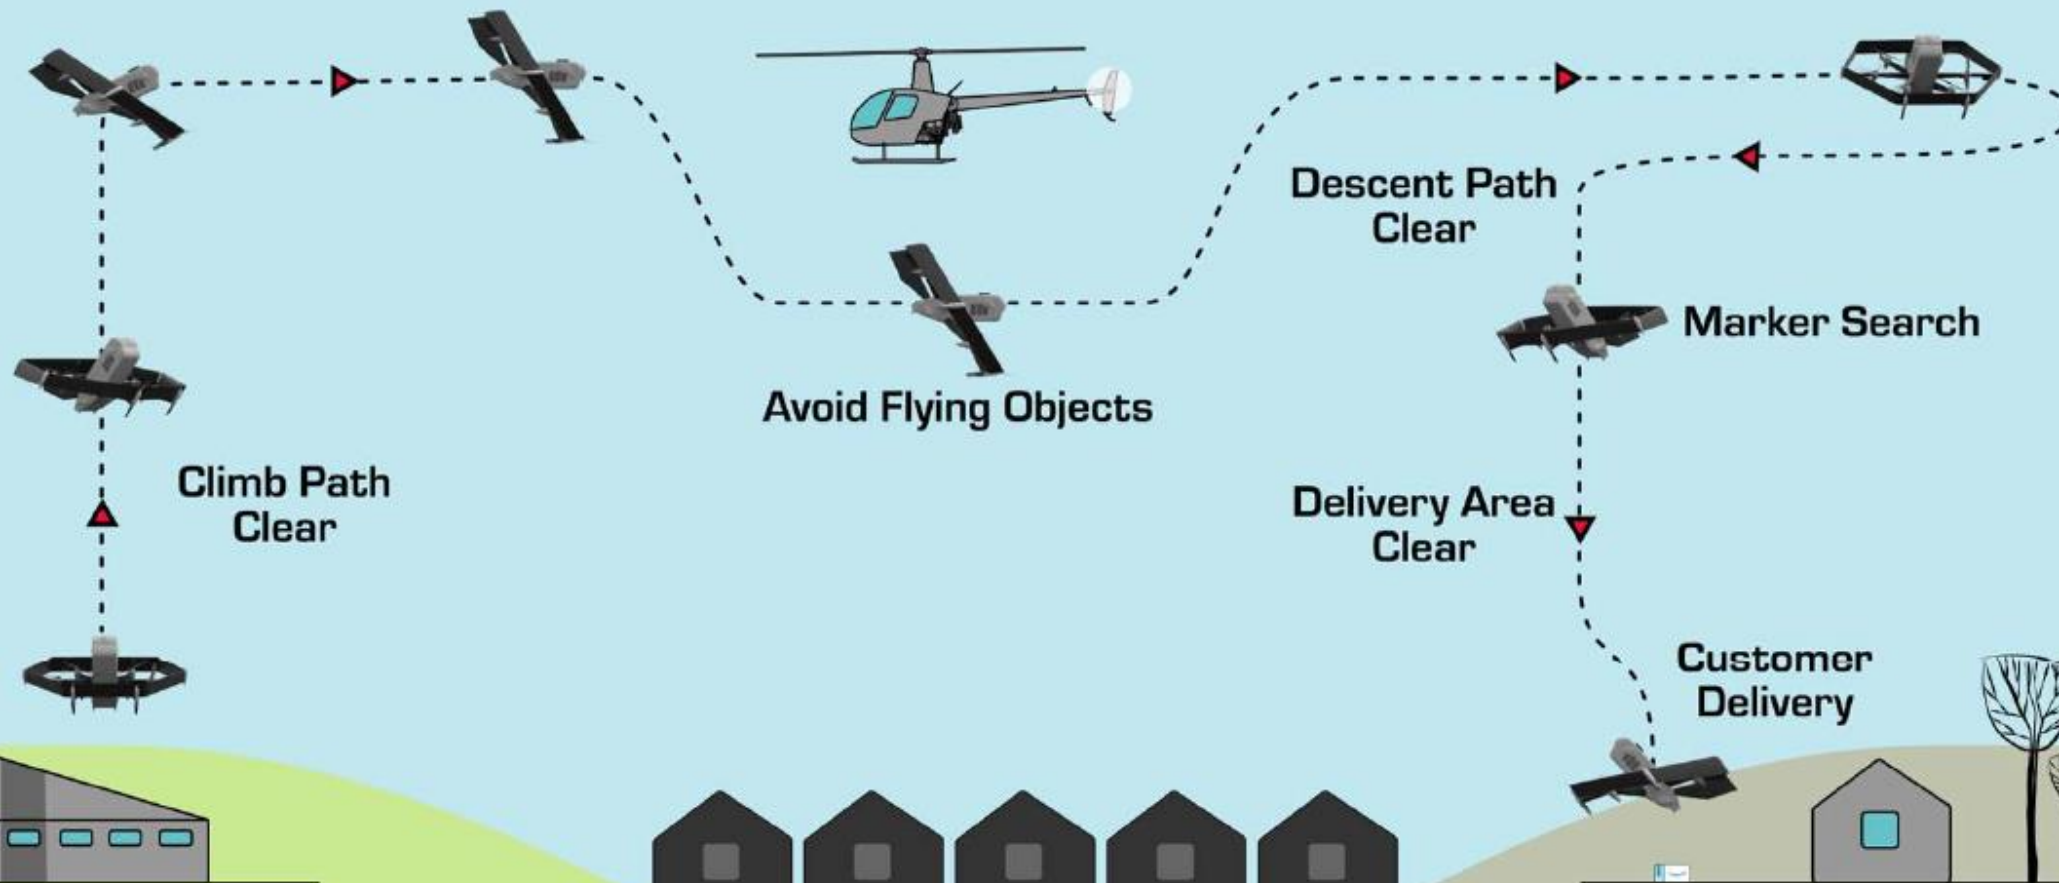 Climb Path
Clear
Avoid Flying Objects
Descent Path
Clear
Marker Search
Delivery Area
Clear
Customer
Delivery